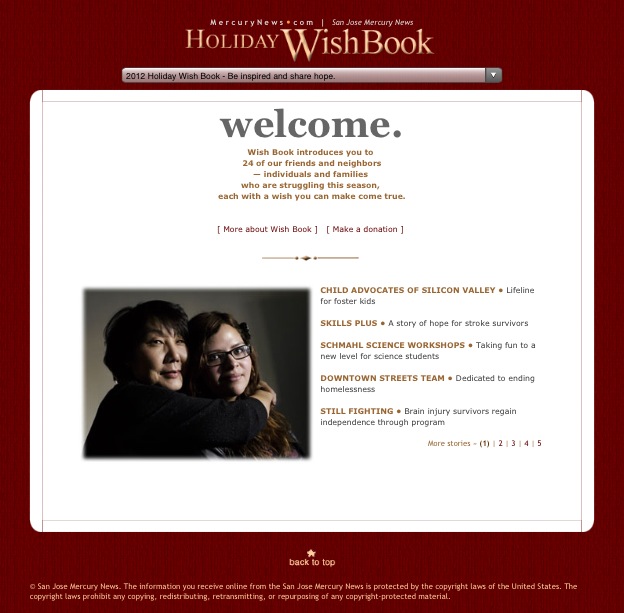 MercuryNews•com | San Jose Mercury News
HOLIDAY WISHBOOK
2012 Holiday Wish Book - Be inspired and share hope.
welcome.
Wish Book introduces you to
24 of our friends and neighbors
— individuals and families
who are struggling this season,
each with a wish you can make come true.
[ More about Wish Book ] [ Make a donation ]
CHILD ADVOCATES OF SILICON VALLEY • Lifeline
for foster kids
SKILLS PLUS • A story of hope for stroke survivors
SCHMAHL SCIENCE WORKSHOPS • Taking fun to a
new level for science students
DOWNTOWN STREETS TEAM • Dedicated to ending
homelessness
STILL FIGHTING • Brain injury survivors regain
independence through program
More stories – (1) | 2 | 3 | 4 | 5
back to top
© San Jose Mercury News. The information you receive online from the San Jose Mercury News is protected by the copyright laws of the United States. The
copyright laws prohibit any copying, redistributing, retransmitting, or repurposing of any copyright-protected material.